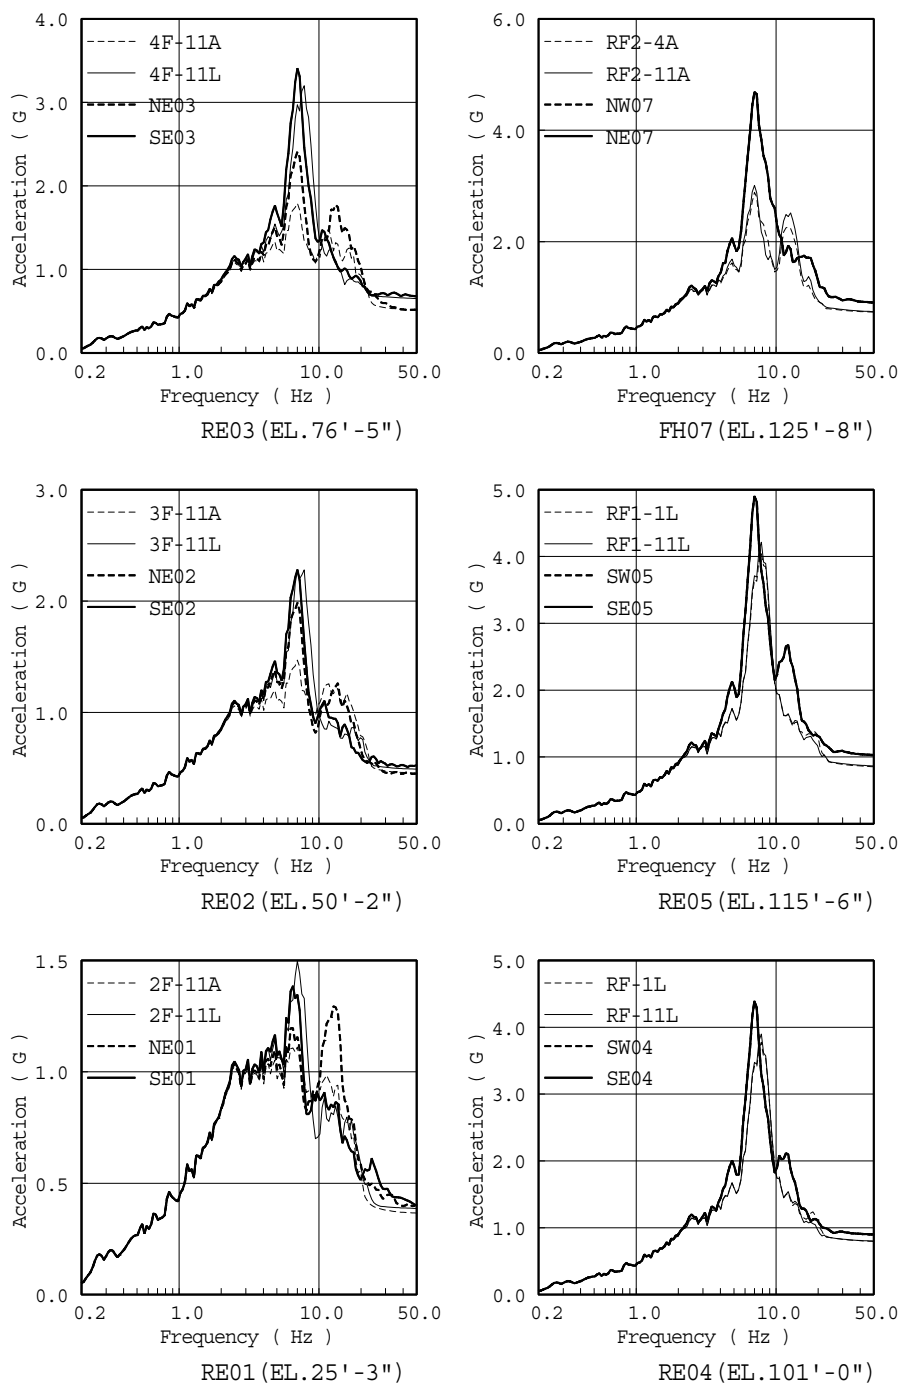 4.0
3.0
2.0
1.0
0.0
Acceleration ( G )
4F-11A
4F-11L
NE03
SE03
0.2 1.0 10.0 50.0
Frequency ( Hz )
RE03(EL.76'-5")
6.0
4.0
2.0
0.0
Acceleration ( G )
RF2-4A
RF2-11A
NW07
NE07
0.2 1.0 10.0 50.0
Frequency ( Hz )
FH07(EL.125'-8")
3.0
2.0
1.0
0.0
Acceleration ( G )
3F-11A
3F-11L
NE02
SE02
0.2 1.0 10.0 50.0
Frequency ( Hz )
RE02(EL.50'-2")
5.0
4.0
3.0
2.0
1.0
0.0
Acceleration ( G )
RF1-1L
RF1-11L
SW05
SE05
0.2 1.0 10.0 50.0
Frequency ( Hz )
RE05(EL.115'-6")
1.5
1.0
0.5
0.0
Acceleration ( G )
2F-11A
2F-11L
NE01
SE01
0.2 1.0 10.0 50.0
Frequency ( Hz )
RE01(EL.25'-3")
5.0
4.0
3.0
2.0
1.0
0.0
Acceleration ( G )
RF-1L
RF-11L
SW04
SE04
0.2 1.0 10.0 50.0
Frequency ( Hz )
RE04(EL.101'-0")